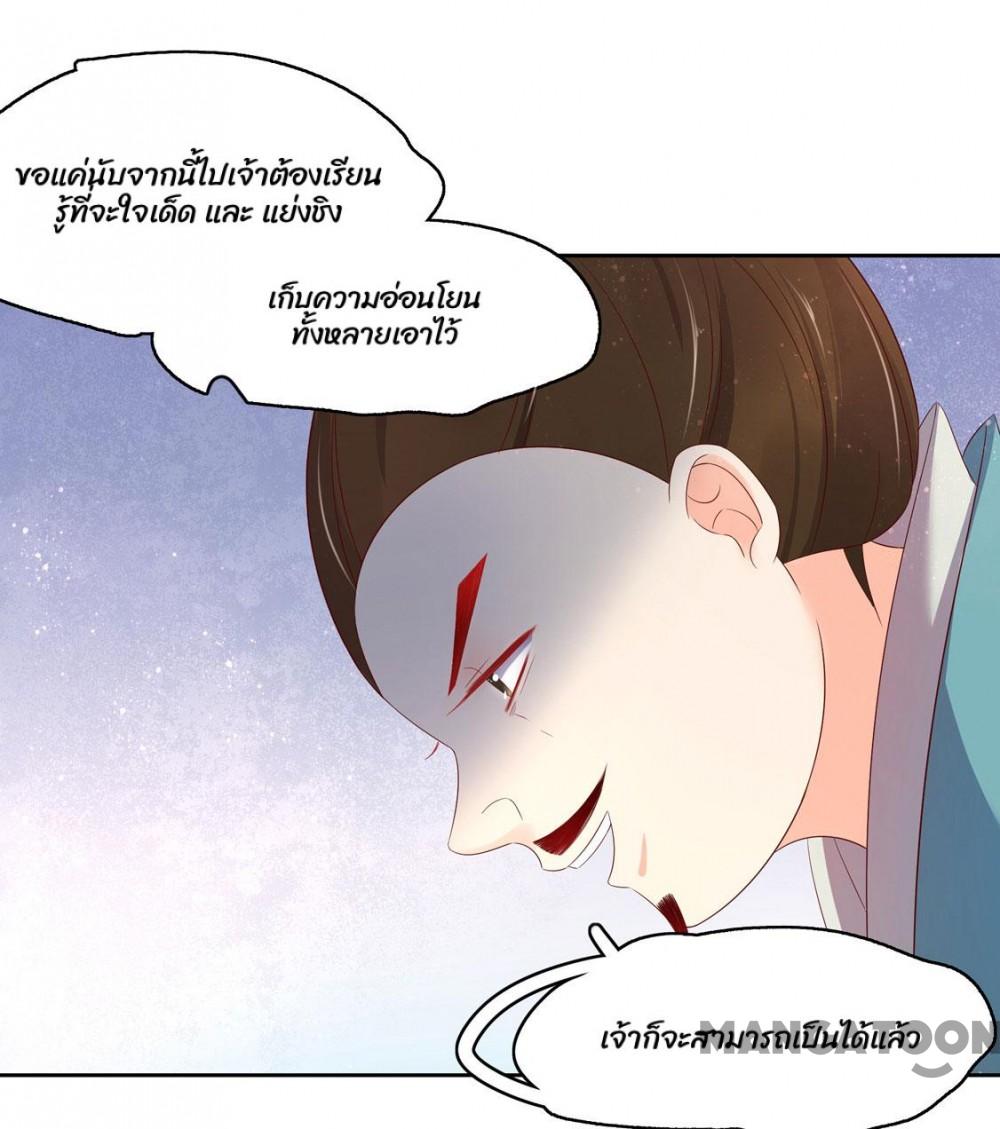 ขอแค่นับจากนี้ไปเจ้าต้องเรียน
รู้ที่จะใจเด็ด และ แย่งชิง
เก็บความอ่อนโยน
ทั้งหลายเอาไว้
เจ้าก็จะสามารถเป็นได้แล้ว
MANGATOON